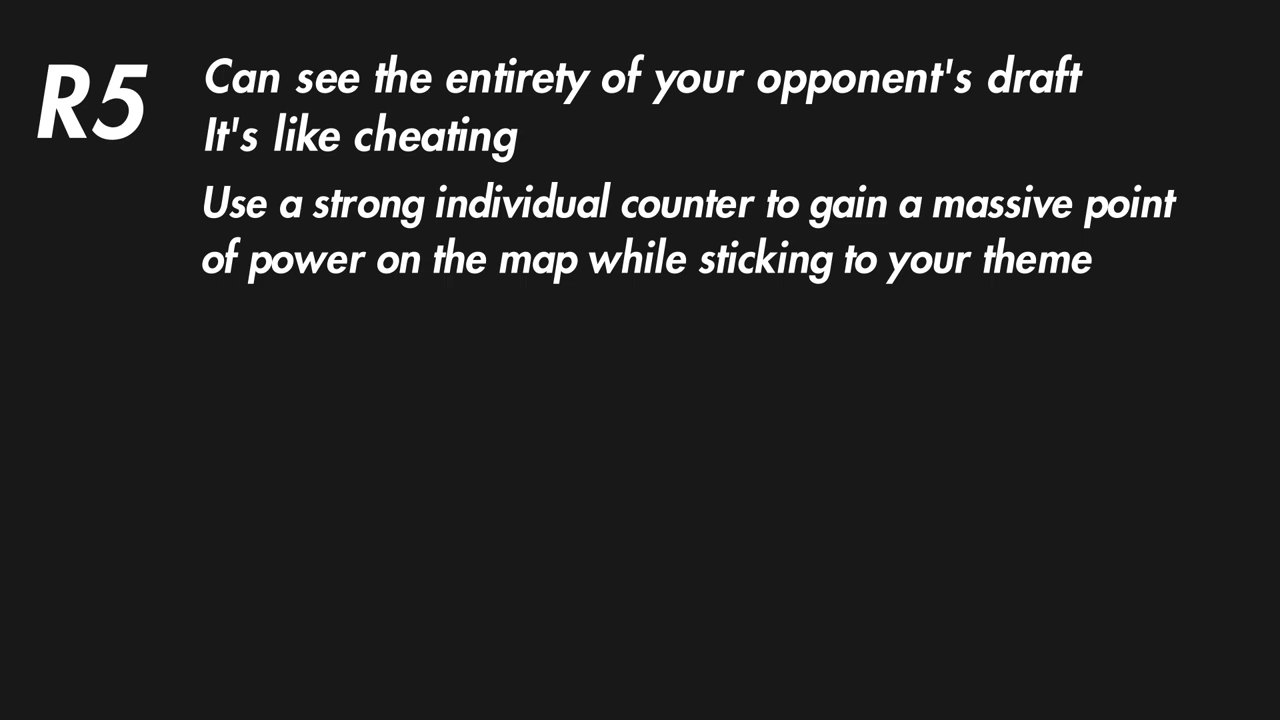 R5
Can see the entirety of your opponent's draft
It's like cheating
Use a strong individual counter to gain a massive point
of power on the map while sticking to your theme